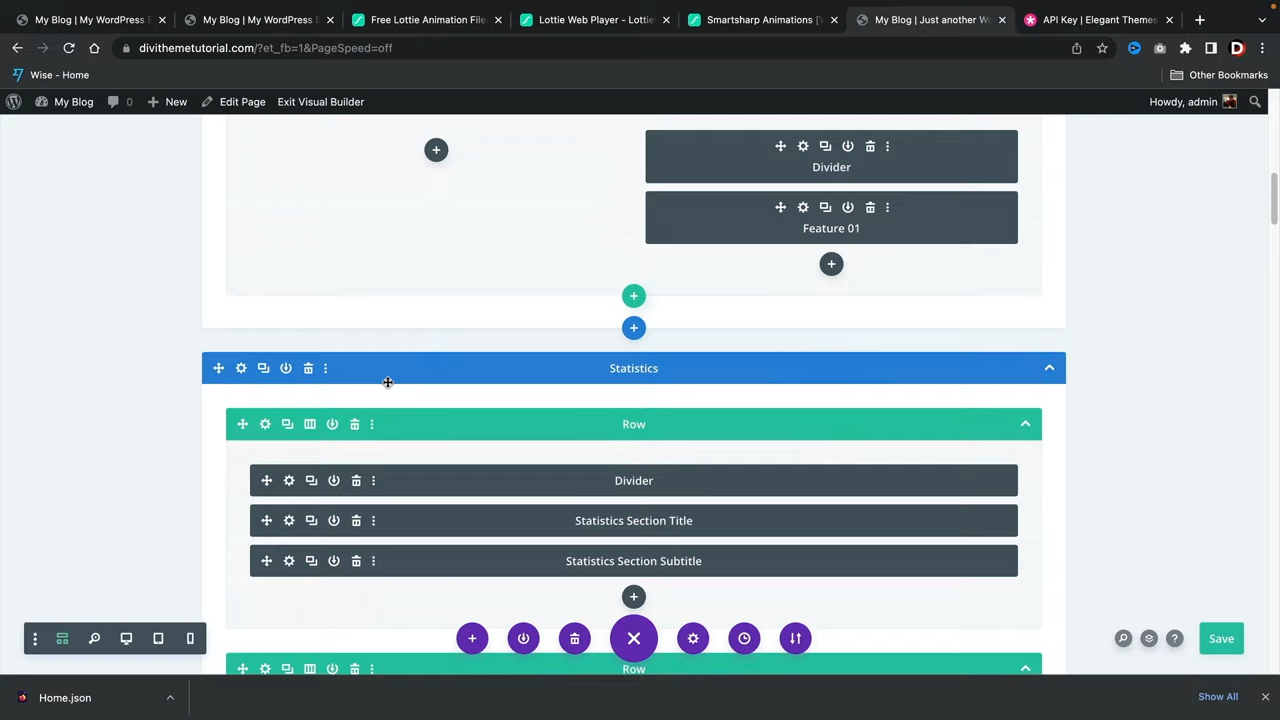 My Blog | My WordPress B
My Blog | My WordPress B
Free Lottie Animation File
Lottie Web Player - Lottie
Smartsharp Animations [V
My Blog | Just another Wo
API Key | Elegant Themes
divithemetutorial.com/?et_fb=1&PageSpeed=off
D
Wise - Home
Other Bookmarks
My Blog
0
New
Edit Page
Exit Visual Builder
Howdy, admin
Divider
Feature 01
Statistics
Row
Divider
Statistics Section Title
Statistics Section Subtitle
Save
Row
Home.json
Show All